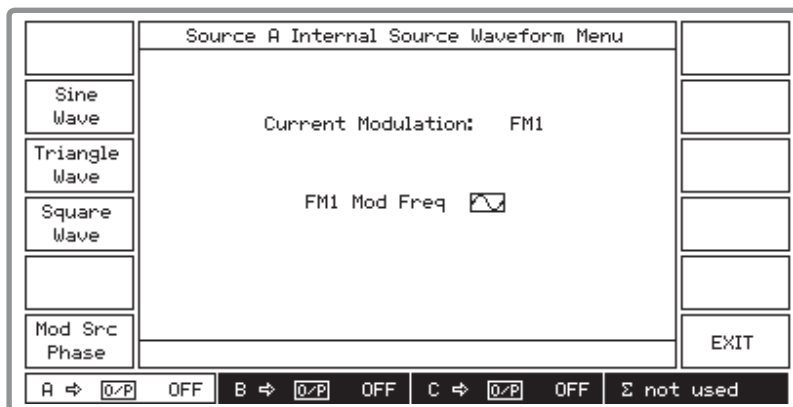 Source A Internal Source Waveform Menu
Sine
Wave
Current Modulation: FM1
Triangle
Wave
FM1 Mod Freq
Square
Wave
Mod Src
Phase
EXIT
A ⇨ O/P OFF B ⇨ O/P OFF C ⇨ O/P OFF Σ not used